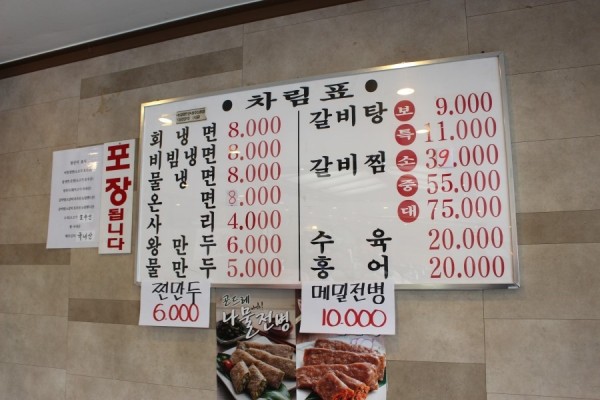 ● 차림표 ●
회냉면 8.000
비빔냉면 8.000
물냉면 8.000
온면 8.000
사리 4.000
왕만두 6.000
물만두 5.000
갈비탕 보 9.000
특 11.000
갈비찜 소 39.000
중 55.000
대 75.000
수육 20.000
홍어 20.000
포장됩니다
찐만두
6.000
메밀전병
10.000
곤드레
나물전병